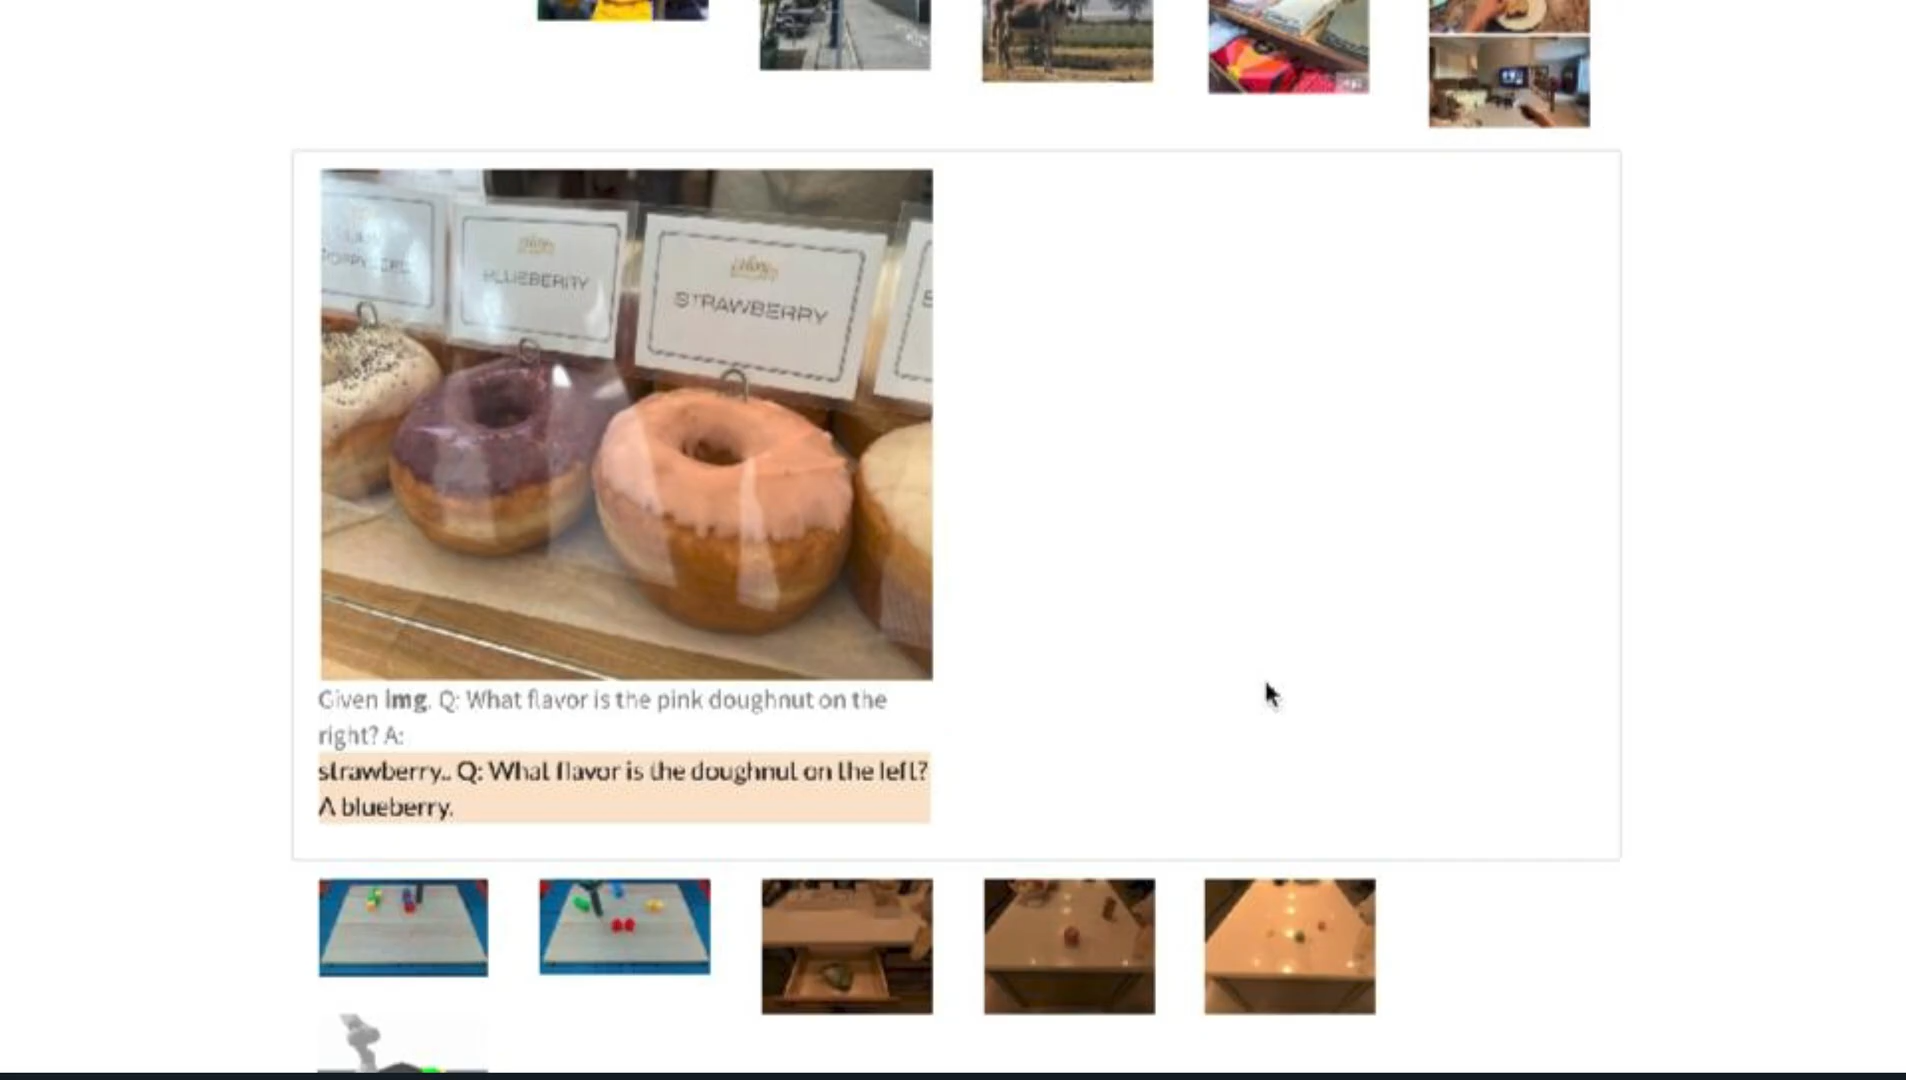 BLUEBERRY
STRAWBERRY
Given img. Q: What flavor is the pink doughnut on the
right? A:
strawberry.. Q: What flavor is the doughnut on the left?
A blueberry.